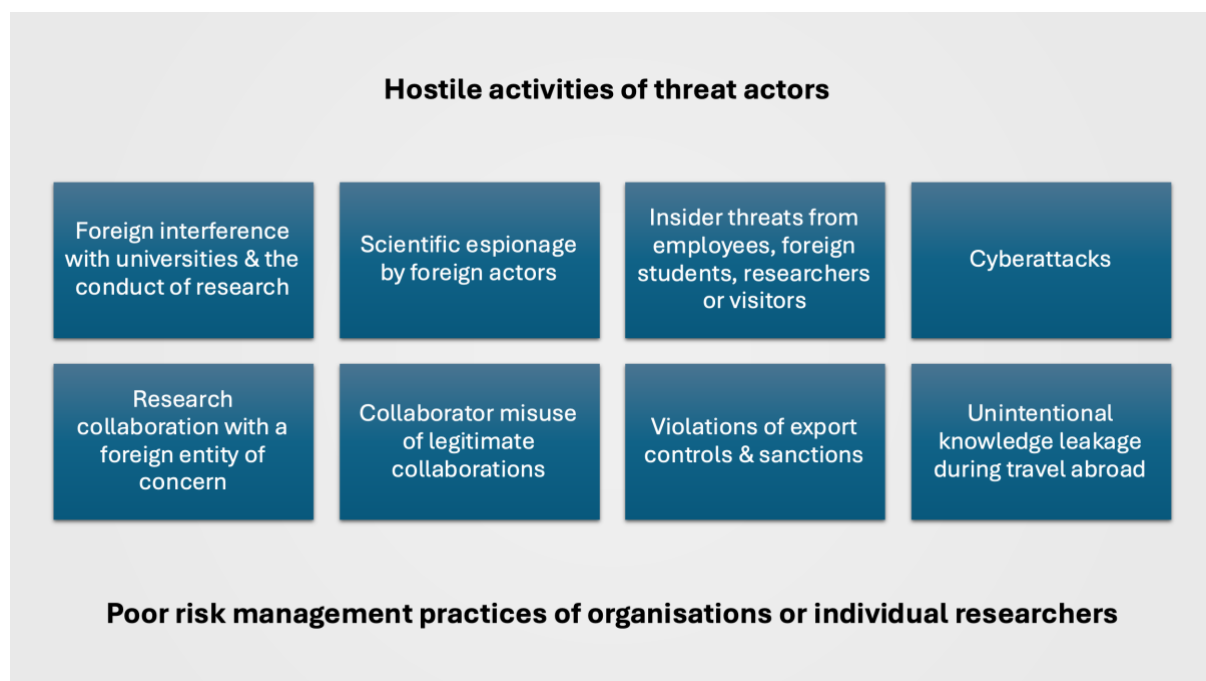 Hostile activities of threat actors
Foreign interference
with universities & the
conduct of research
Scientific espionage
by foreign actors
Insider threats from
employees, foreign
students, researchers
or visitors
Cyberattacks
Research
collaboration with a
foreign entity of
concern
Collaborator misuse
of legitimate
collaborations
Violations of export
controls & sanctions
Unintentional
knowledge leakage
during travel abroad
Poor risk management practices of organisations or individual researchers